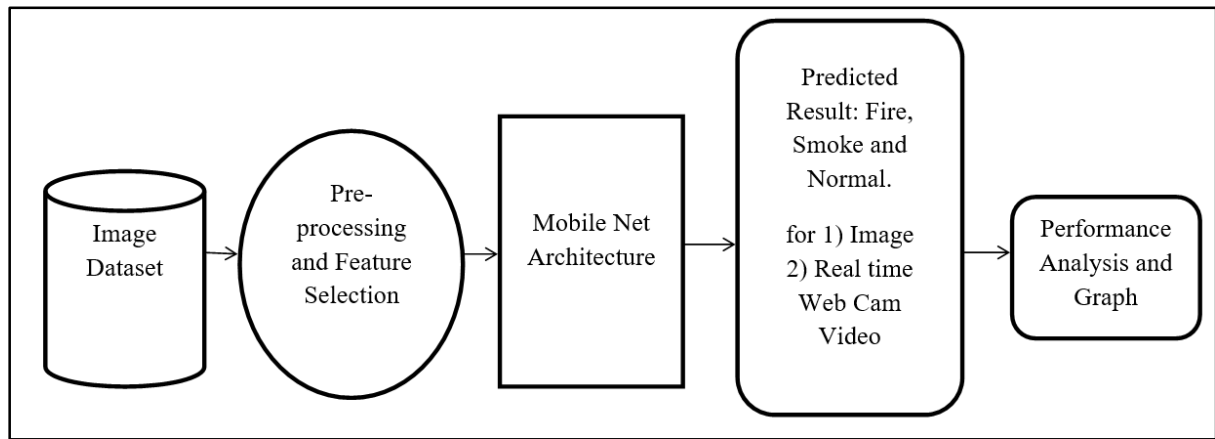 Image
Dataset
Pre-
processing
and Feature
Selection
Mobile Net
Architecture
Predicted
Result: Fire,
Smoke and
Normal.
for 1) Image
2) Real time
Web Cam
Video
Performance
Analysis and
Graph